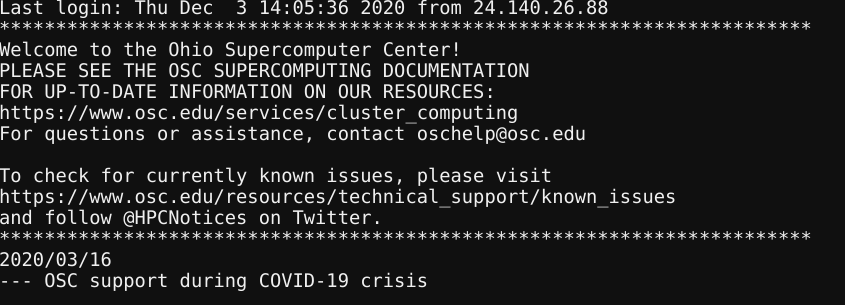 Last login: Thu Dec  3 14:05:36 2020 from 24.140.26.88
************************************************************************
Welcome to the Ohio Supercomputer Center!
PLEASE SEE THE OSC SUPERCOMPUTING DOCUMENTATION
FOR UP-TO-DATE INFORMATION ON OUR RESOURCES:
https://www.osc.edu/services/cluster_computing
For questions or assistance, contact oschelp@osc.edu

To check for currently known issues, please visit
https://www.osc.edu/resources/technical_support/known_issues
and follow @HPCNotices on Twitter.
************************************************************************
2020/03/16
--- OSC support during COVID-19 crisis